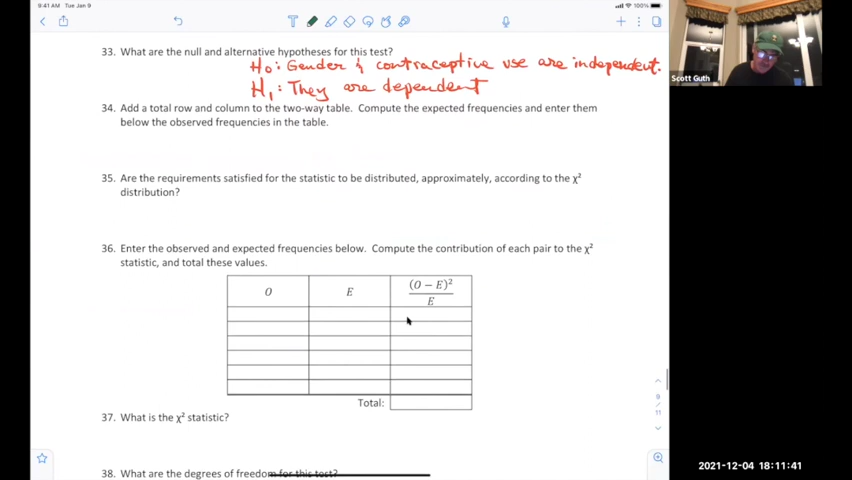 9:41 AM Tue Jan 9
100%
33. What are the null and alternative hypotheses for this test?
H0: Gender & contraceptive use are independent.
H1: They are dependent
Scott Guth
34. Add a total row and column to the two-way table. Compute the expected frequencies and enter them
below the observed frequencies in the table.
35. Are the requirements satisfied for the statistic to be distributed, approximately, according to the χ²
distribution?
36. Enter the observed and expected frequencies below. Compute the contribution of each pair to the χ²
statistic, and total these values.
O E (O − E)²
E
Total:
9
/
11
37. What is the χ² statistic?
38. What are the degrees of freedom for this test?
2021-12-04 18:11:41